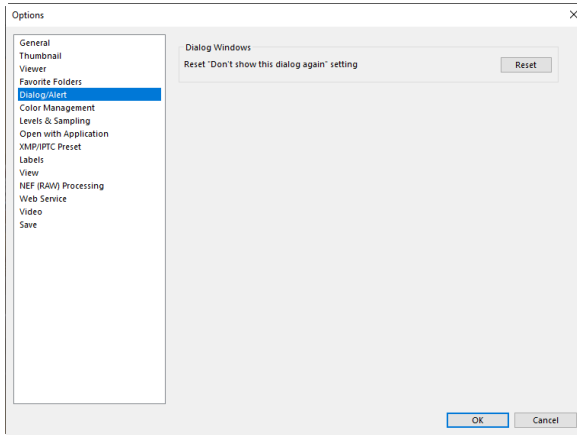 Options
General
Thumbnail
Viewer
Favorite Folders
Dialog/Alert
Color Management
Levels & Sampling
Open with Application
XMP/IPTC Preset
Labels
View
NEF (RAW) Processing
Web Service
Video
Save
Dialog Windows
Reset "Don't show this dialog again" setting
Reset
OK
Cancel